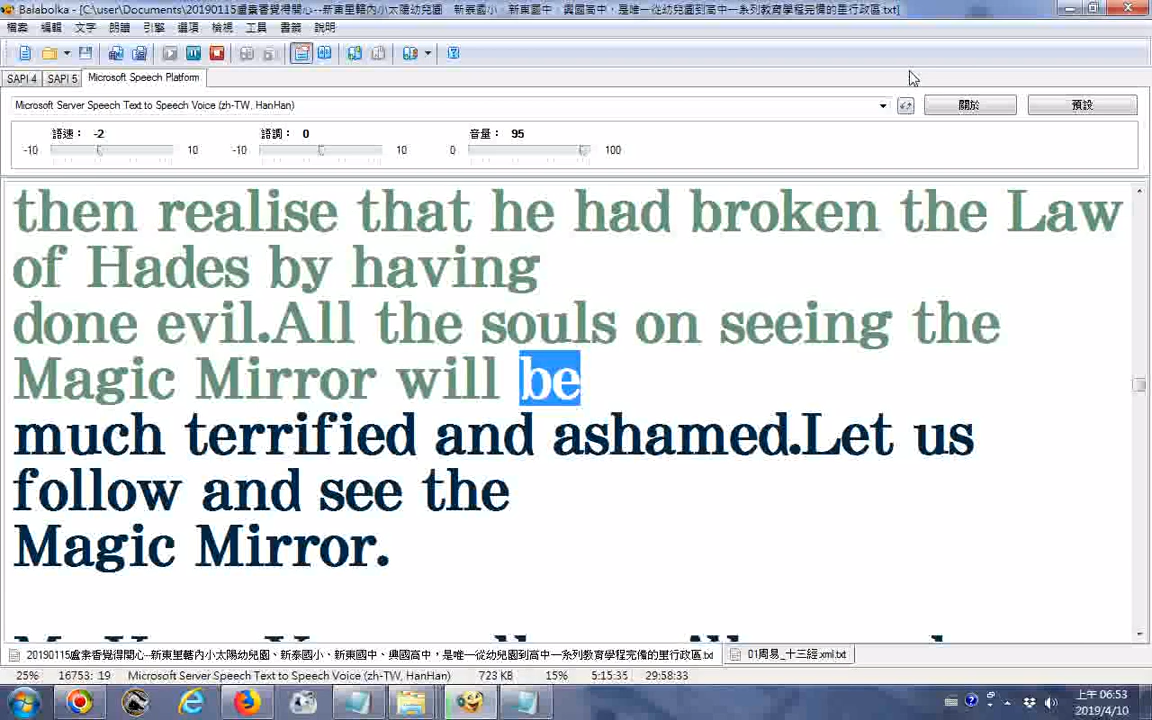 Balabolka - [C:\user\Documents\20190115盧素香覺得開心--新東里轄內小太陽幼兒園、新泰國小、新東國中、興國高中，是唯一從幼兒園到高中一系列教育學程完備的里行政區.txt]
檔案 編輯 文字 朗讀 引擎 選項 檢視 工具 書籤 說明
SAPI 4 SAPI 5 Microsoft Speech Platform
Microsoft Server Speech Text to Speech Voice (zh-TW, HanHan) 關於 預設
語速： -2 語調： 0 音量： 95
-10 10 -10 10 0 100
then realise that he had broken the Law
of Hades by having
done evil.All the souls on seeing the
Magic Mirror will be
much terrified and ashamed.Let us
follow and see the
Magic Mirror.
20190115盧素香覺得開心--新東里轄內小太陽幼兒園、新泰國小、新東國中、興國高中，是唯一從幼兒園到高中一系列教育學程完備的里行政區.txt 01周易_十三經.xml.txt
25% 16753: 19 Microsoft Server Speech Text to Speech Voice (zh-TW, HanHan) 723 KB 15% 5:15:35 29:58:33
上午 06:53
2019/4/10